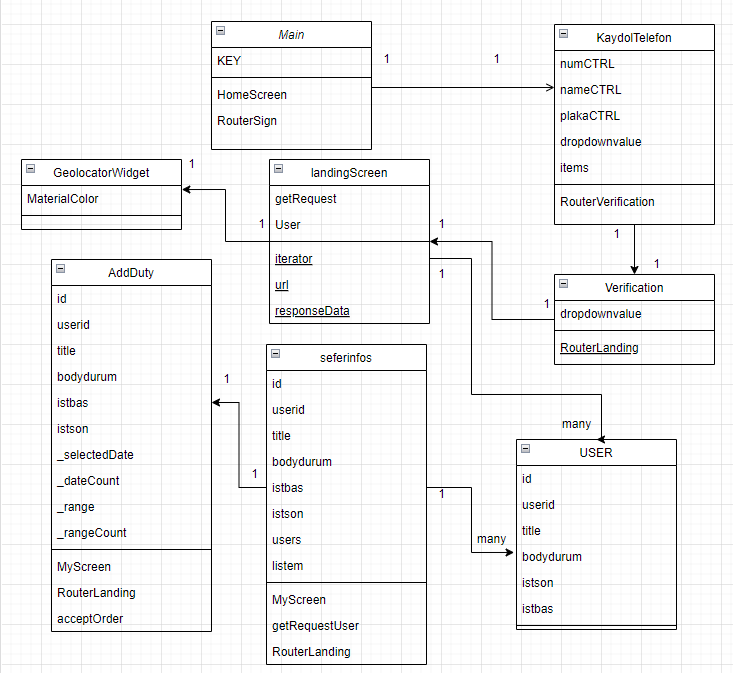 Main
KEY
HomeScreen
RouterSign
1
1
KaydolTelefon
numCTRL
nameCTRL
plakaCTRL
dropdownvalue
items
RouterVerification
GeolocatorWidget
MaterialColor
1
1
landingScreen
getRequest
User
iterator
url
responseData
1
1
1
1
1
Verification
dropdownvalue
RouterLanding
AddDuty
id
userid
title
bodydurum
istbas
istson
_selectedDate
_dateCount
_range
_rangeCount
MyScreen
RouterLanding
acceptOrder
1
1
seferinfos
id
userid
title
bodydurum
istbas
istson
users
listem
MyScreen
getRequestUser
RouterLanding
1
many
many
USER
id
userid
title
bodydurum
istson
istbas